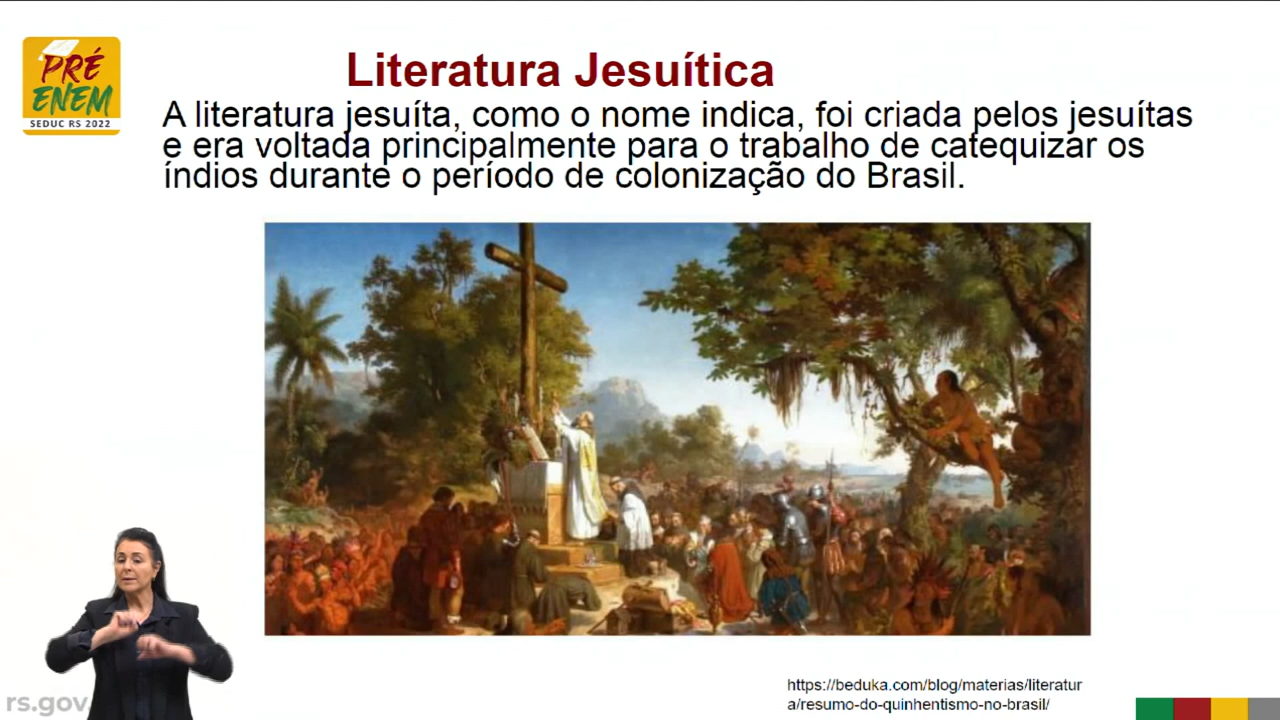 PRÉ
ENEM
SEDUC RS 2022
Literatura Jesuítica
A literatura jesuíta, como o nome indica, foi criada pelos jesuítas
e era voltada principalmente para o trabalho de catequizar os
índios durante o período de colonização do Brasil.
https://beduka.com/blog/materias/literatur
a/resumo-do-quinhentismo-no-brasil/
rs.gov.